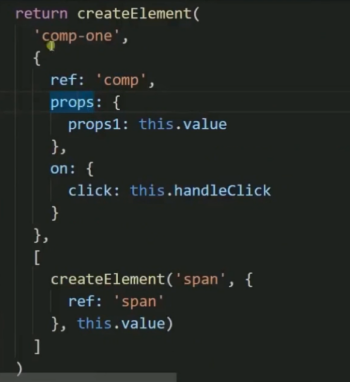 return createElement(
'comp-one',
{
ref: 'comp',
props: {
props1: this.value
},
on: {
click: this.handleClick
}
},
[
createElement('span', {
ref: 'span'
}, this.value)
]
)